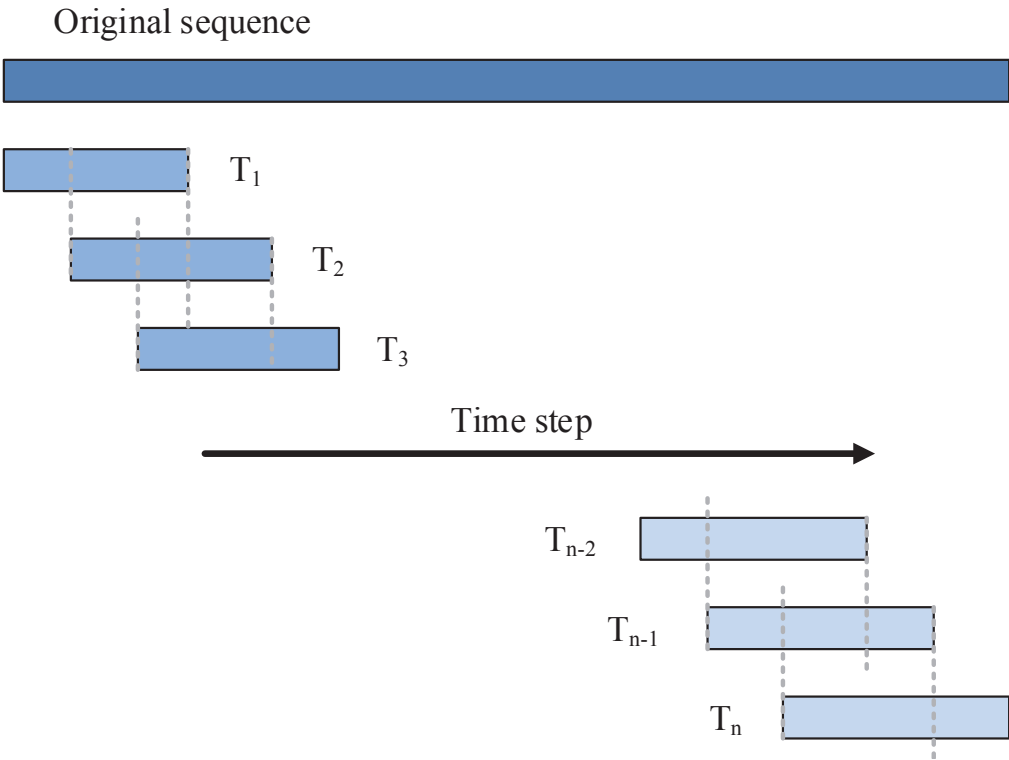 Original sequence
T₁
T₂
T₃
Time step
Tₙ₋₂
Tₙ₋₁
Tₙ